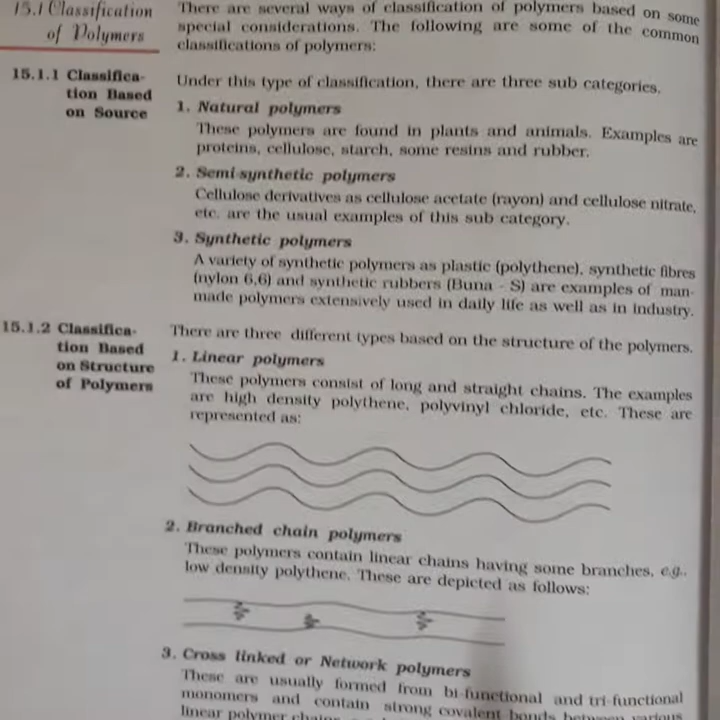 15.1 Classification
of Polymers
There are several ways of classification of polymers based on some
special considerations. The following are some of the common
classifications of polymers:
15.1.1 Classifica-
tion Based
on Source
Under this type of classification, there are three sub categories.
1. Natural polymers
These polymers are found in plants and animals. Examples are
proteins, cellulose, starch, some resins and rubber.
2. Semi-synthetic polymers
Cellulose derivatives as cellulose acetate (rayon) and cellulose nitrate,
etc. are the usual examples of this sub category.
3. Synthetic polymers
A variety of synthetic polymers as plastic (polythene), synthetic fibres
(nylon 6,6) and synthetic rubbers (Buna - S) are examples of man-
made polymers extensively used in daily life as well as in industry.
15.1.2 Classifica-
tion Based
on Structure
of Polymers
There are three different types based on the structure of the polymers.
1. Linear polymers
These polymers consist of long and straight chains. The examples
are high density polythene, polyvinyl chloride, etc. These are
represented as:
2. Branched chain polymers
These polymers contain linear chains having some branches, e.g.,
low density polythene. These are depicted as follows:
3. Cross linked or Network polymers
These are usually formed from bi-functional and tri-functional
monomers and contain strong covalent bonds between various
linear polymer chains